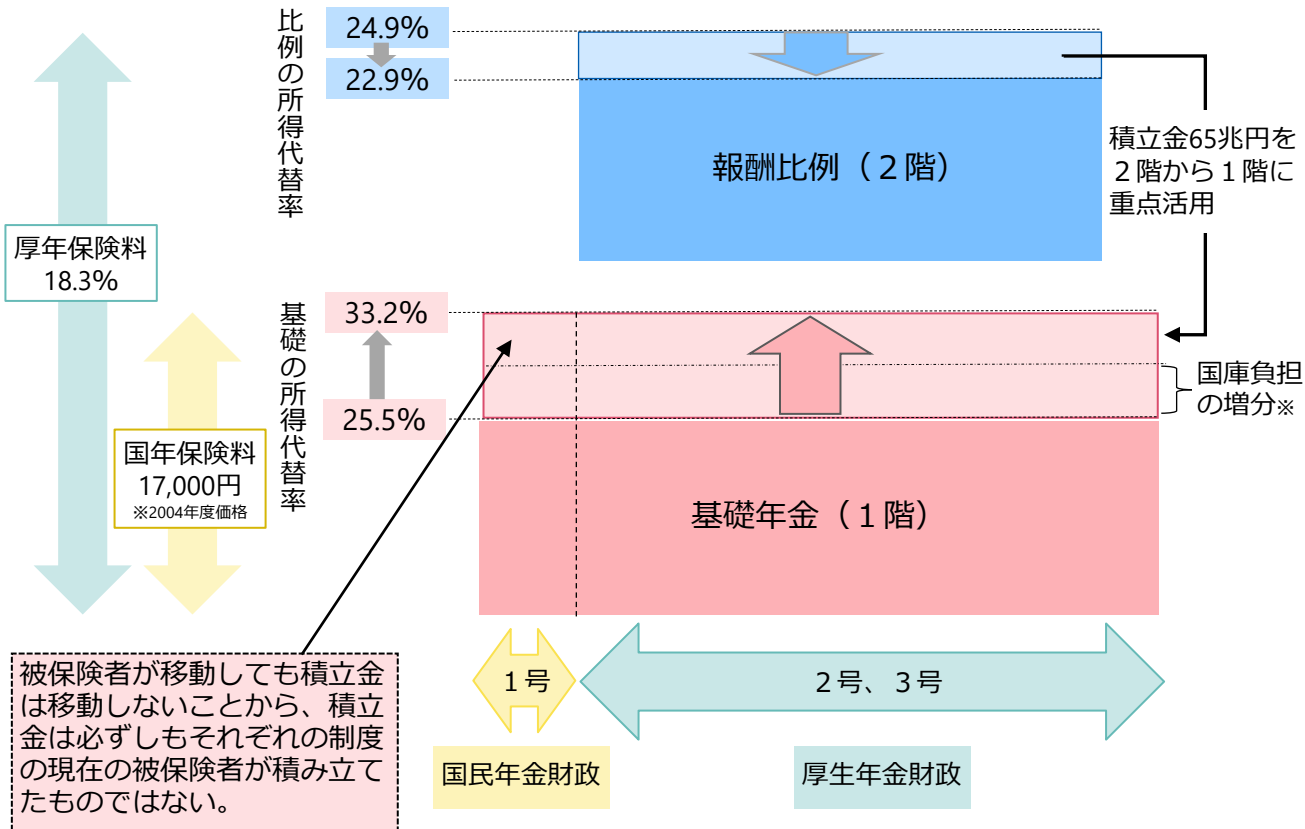 比例の所得代替率
24.9%
22.9%
報酬比例（２階）
積立金65兆円を
２階から１階に
重点活用
厚年保険料
18.3%
国年保険料
17,000円
※2004年度価格
基礎の所得代替率
33.2%
25.5%
国庫負担
の増分※
基礎年金（１階）
被保険者が移動しても積立金
は移動しないことから、積立
金は必ずしもそれぞれの制度
の現在の被保険者が積み立て
たものではない。
１号
２号、３号
国民年金財政
厚生年金財政